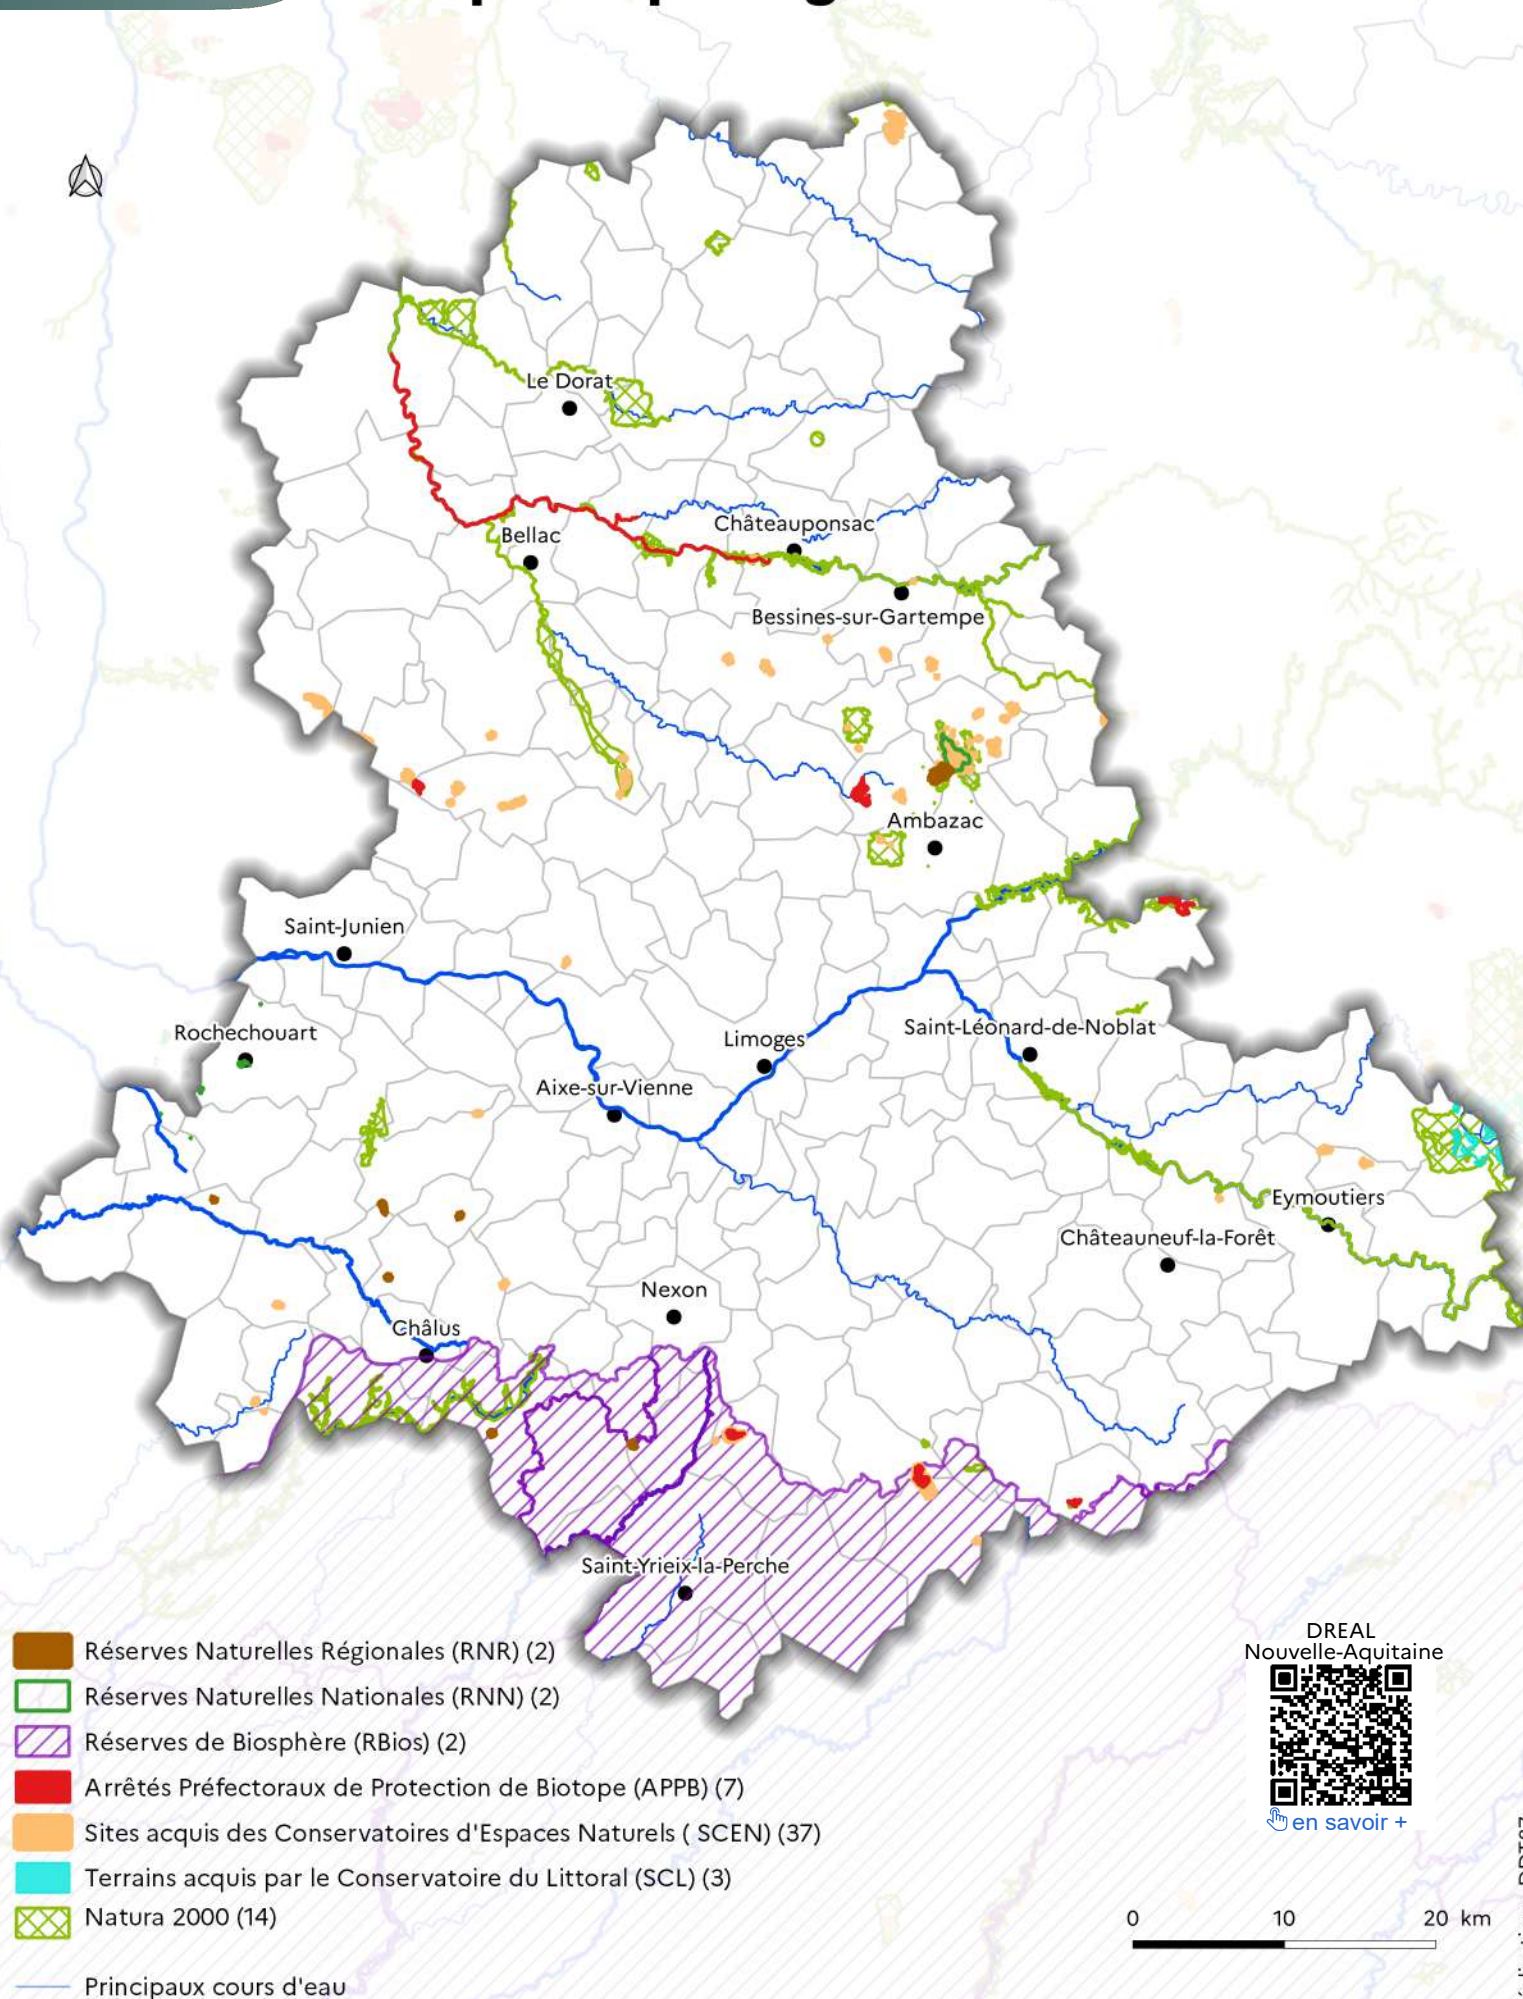 Le Dorat
Châteauponsac
Bellac
Bessines-sur-Gartempe
Ambazac
Saint-Junien
Rochechouart
Limoges
Saint-Léonard-de-Noblat
Aixe-sur-Vienne
Eymoutiers
Châteauneuf-la-Forêt
Nexon
Châlus
Saint-Yrieix-la-Perche
Réserves Naturelles Régionales (RNR) (2)
Réserves Naturelles Nationales (RNN) (2)
Réserves de Biosphère (RBios) (2)
Arrêtés Préfectoraux de Protection de Biotope (APPB) (7)
Sites acquis des Conservatoires d'Espaces Naturels ( SCEN) (37)
Terrains acquis par le Conservatoire du Littoral (SCL) (3)
Natura 2000 (14)
Principaux cours d'eau
DREAL
Nouvelle-Aquitaine
en savoir +
0 10 20 km